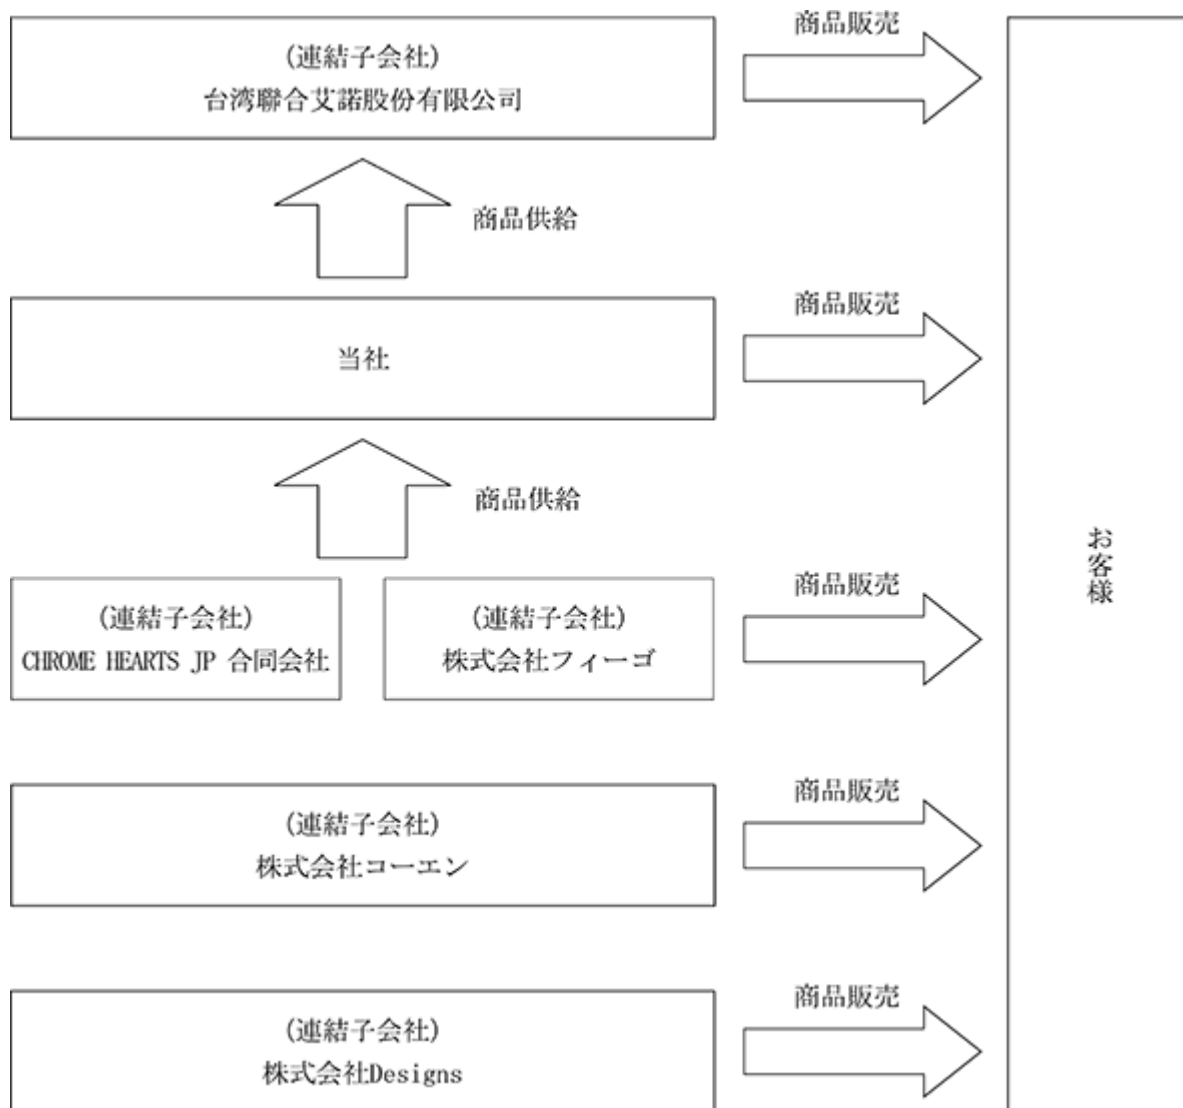 商品販売
(連結子会社)
台湾聯合艾諾股份有限公司
商品供給
商品販売
当社
商品供給
お客様
商品販売
(連結子会社)
CHROME HEARTS JP 合同会社
(連結子会社)
株式会社フィーゴ
商品販売
(連結子会社)
株式会社コーエン
商品販売
(連結子会社)
株式会社Designs